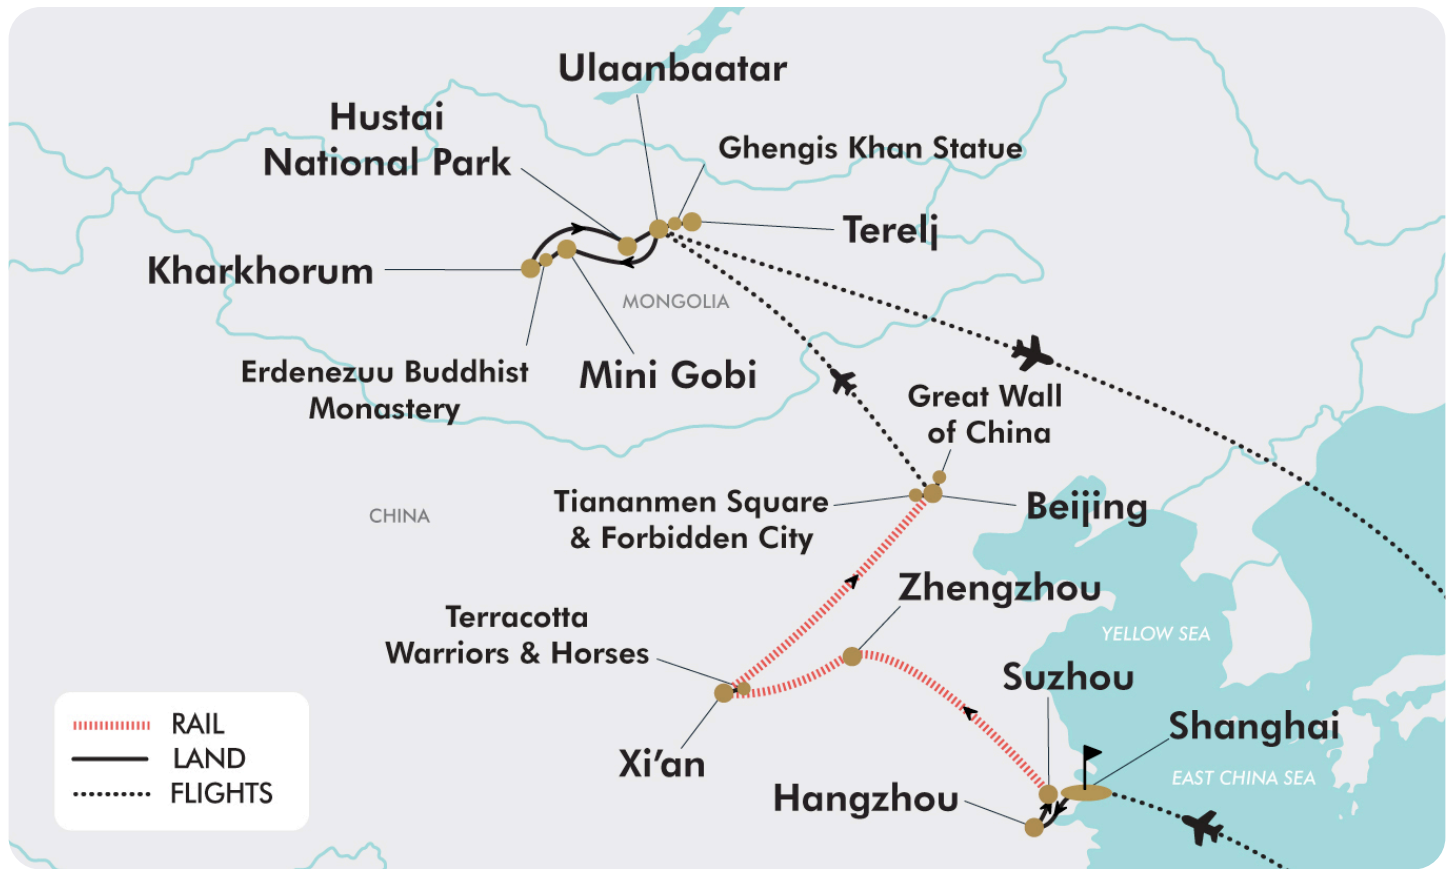 Ulaanbaatar
Hustai
National Park
Ghengis Khan Statue
Terelj
Kharkhorum
MONGOLIA
Erdenezuu Buddhist
Monastery
Mini Gobi
Great Wall
of China
Tiananmen Square
& Forbidden City
Beijing
CHINA
Zhengzhou
Terracotta
Warriors & Horses
YELLOW SEA
Suzhou
Shanghai
Xi'an
EAST CHINA SEA
Hangzhou
RAIL
LAND
FLIGHTS